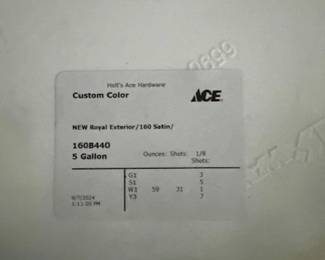 Holt's Ace Hardware
Custom Color ACE
NEW Royal Exterior/160 Satin/
160B440
5 Gallon Ounces: Shots: 1/8
Shots:
G1 3
S1 5
W1 59 31 1
Y3 7